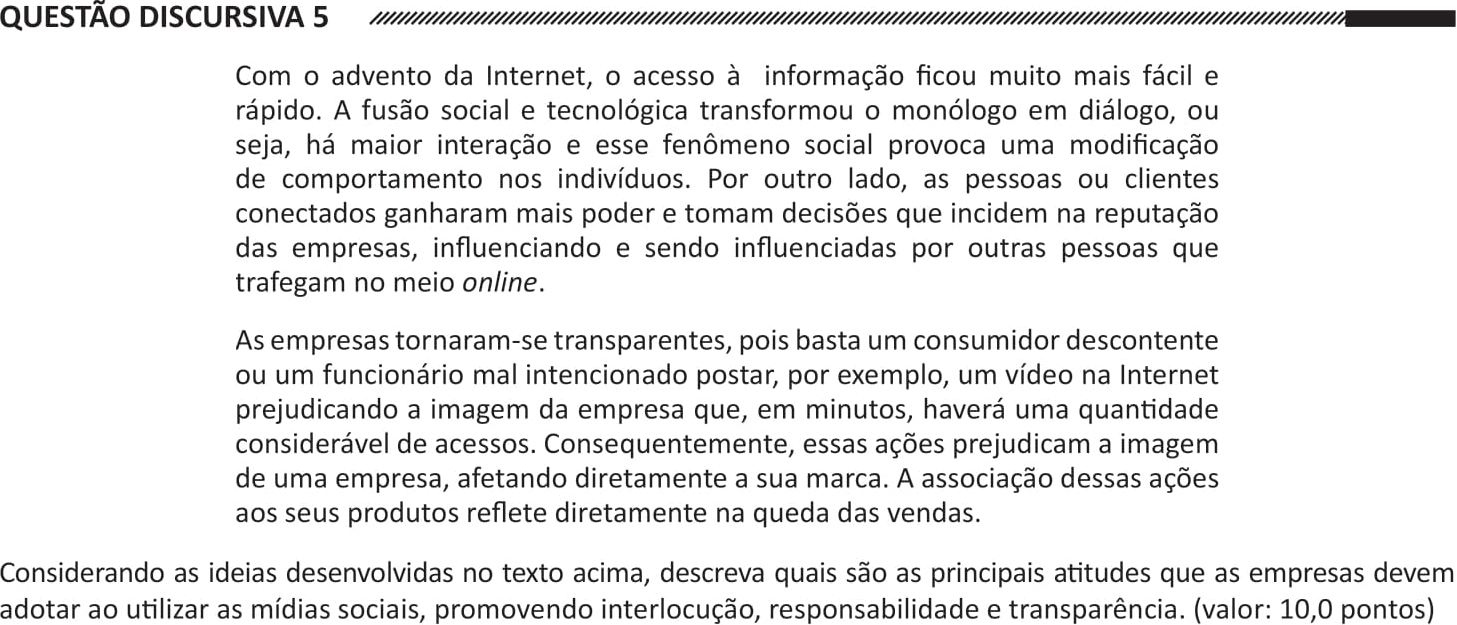 QUESTÃO DISCURSIVA 5
Com o advento da Internet, o acesso à informação ficou muito mais fácil e
rápido. A fusão social e tecnológica transformou o monólogo em diálogo, ou
seja, há maior interação e esse fenômeno social provoca uma modificação
de comportamento nos indivíduos. Por outro lado, as pessoas ou clientes
conectados ganharam mais poder e tomam decisões que incidem na reputação
das empresas, influenciando e sendo influenciadas por outras pessoas que
trafegam no meio online.
As empresas tornaram-se transparentes, pois basta um consumidor descontente
ou um funcionário mal intencionado postar, por exemplo, um vídeo na Internet
prejudicando a imagem da empresa que, em minutos, haverá uma quantidade
considerável de acessos. Consequentemente, essas ações prejudicam a imagem
de uma empresa, afetando diretamente a sua marca. A associação dessas ações
aos seus produtos reflete diretamente na queda das vendas.
Considerando as ideias desenvolvidas no texto acima, descreva quais são as principais atitudes que as empresas devem
adotar ao utilizar as mídias sociais, promovendo interlocução, responsabilidade e transparência. (valor: 10,0 pontos)